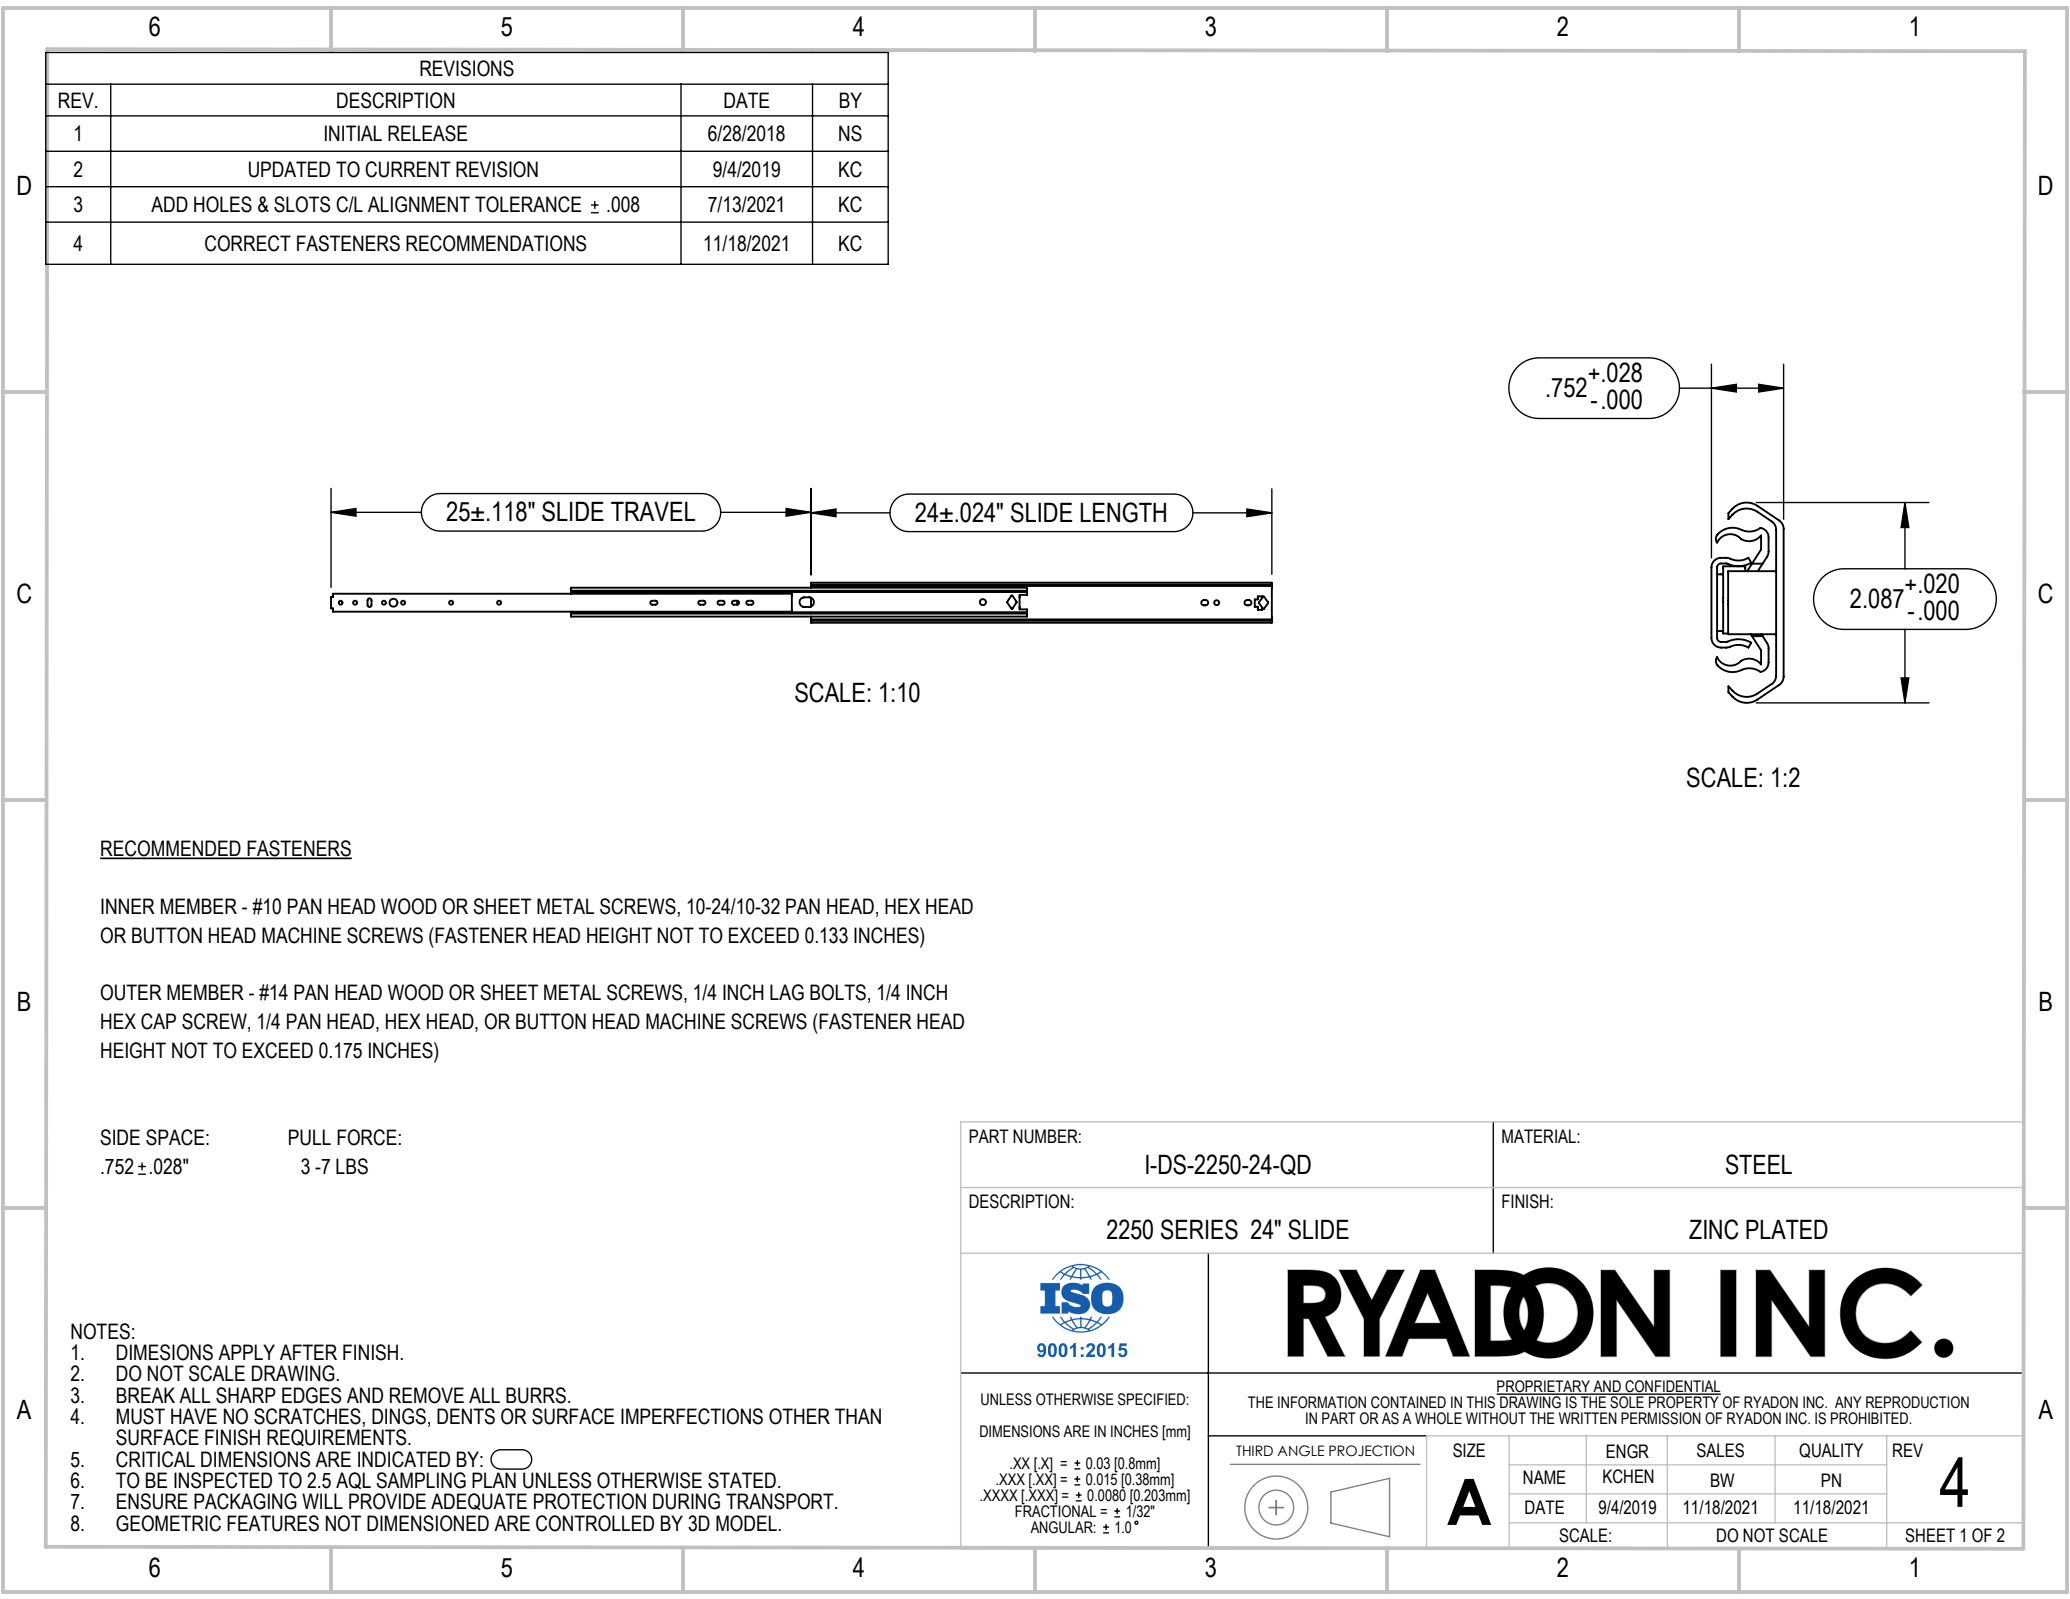 6 5 4 3 2 1
REVISIONS
REV. DESCRIPTION DATE BY
1 INITIAL RELEASE 6/28/2018 NS
2 UPDATED TO CURRENT REVISION 9/4/2019 KC
3 ADD HOLES & SLOTS C/L ALIGNMENT TOLERANCE ± .008 7/13/2021 KC
4 CORRECT FASTENERS RECOMMENDATIONS 11/18/2021 KC
D D
.752 +.028 -.000
25±.118" SLIDE TRAVEL
24±.024" SLIDE LENGTH
2.087 +.020 -.000
C C
SCALE: 1:10
SCALE: 1:2
RECOMMENDED FASTENERS
INNER MEMBER - #10 PAN HEAD WOOD OR SHEET METAL SCREWS, 10-24/10-32 PAN HEAD, HEX HEAD
OR BUTTON HEAD MACHINE SCREWS (FASTENER HEAD HEIGHT NOT TO EXCEED 0.133 INCHES)
OUTER MEMBER - #14 PAN HEAD WOOD OR SHEET METAL SCREWS, 1/4 INCH LAG BOLTS, 1/4 INCH
HEX CAP SCREW, 1/4 PAN HEAD, HEX HEAD, OR BUTTON HEAD MACHINE SCREWS (FASTENER HEAD
HEIGHT NOT TO EXCEED 0.175 INCHES)
B B
SIDE SPACE: PULL FORCE:
.752 ± .028" 3 -7 LBS
NOTES:
1. DIMESIONS APPLY AFTER FINISH.
2. DO NOT SCALE DRAWING.
3. BREAK ALL SHARP EDGES AND REMOVE ALL BURRS.
4. MUST HAVE NO SCRATCHES, DINGS, DENTS OR SURFACE IMPERFECTIONS OTHER THAN
SURFACE FINISH REQUIREMENTS.
5. CRITICAL DIMENSIONS ARE INDICATED BY:
6. TO BE INSPECTED TO 2.5 AQL SAMPLING PLAN UNLESS OTHERWISE STATED.
7. ENSURE PACKAGING WILL PROVIDE ADEQUATE PROTECTION DURING TRANSPORT.
8. GEOMETRIC FEATURES NOT DIMENSIONED ARE CONTROLLED BY 3D MODEL.
PART NUMBER:
I-DS-2250-24-QD
MATERIAL:
STEEL
DESCRIPTION:
2250 SERIES 24" SLIDE
FINISH:
ZINC PLATED
ISO
9001:2015
RYADON INC.
UNLESS OTHERWISE SPECIFIED:
DIMENSIONS ARE IN INCHES [mm]
.XX [.X] = ± 0.03 [0.8mm]
.XXX [.XX] = ± 0.015 [0.38mm]
.XXXX [.XXX] = ± 0.0080 [0.203mm]
FRACTIONAL = ± 1/32"
ANGULAR: ± 1.0°
PROPRIETARY AND CONFIDENTIAL
THE INFORMATION CONTAINED IN THIS DRAWING IS THE SOLE PROPERTY OF RYADON INC. ANY REPRODUCTION
IN PART OR AS A WHOLE WITHOUT THE WRITTEN PERMISSION OF RYADON INC. IS PROHIBITED.
THIRD ANGLE PROJECTION
SIZE
A
ENGR SALES QUALITY
NAME KCHEN BW PN
DATE 9/4/2019 11/18/2021 11/18/2021
REV
4
SCALE: DO NOT SCALE SHEET 1 OF 2
A A
6 5 4 3 2 1